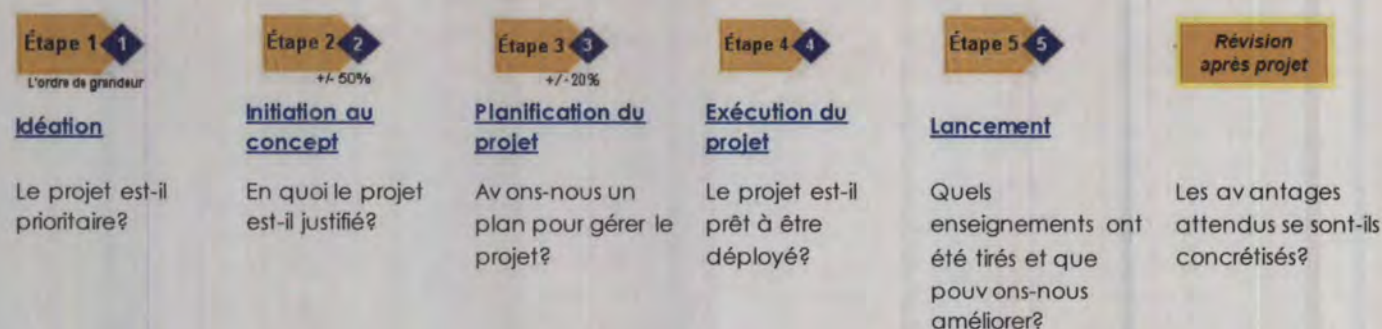 Étape 1 1
L'ordre de grandeur
Idéation
Le projet est-il
prioritaire?
Étape 2 2
+/- 50%
Initiation au
concept
En quoi le projet
est-il justifié?
Étape 3 3
+/- 20%
Planification du
projet
Avons-nous un
plan pour gérer le
projet?
Étape 4 4
Exécution du
projet
Le projet est-il
prêt à être
déployé?
Étape 5 5
Lancement
Quels
enseignements ont
été tirés et que
pouvons-nous
améliorer?
Révision
après projet
Les avantages
attendus se sont-ils
concrétisés?